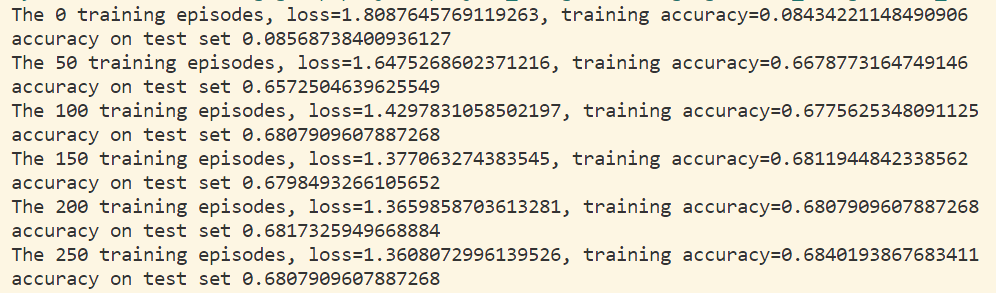 The 0 training episodes, loss=1.8087645769119263, training accuracy=0.08434221148490906
accuracy on test set 0.08568738400936127
The 50 training episodes, loss=1.6475268602371216, training accuracy=0.6678773164749146
accuracy on test set 0.6572504639625549
The 100 training episodes, loss=1.4297831058502197, training accuracy=0.6775625348091125
accuracy on test set 0.6807909607887268
The 150 training episodes, loss=1.377063274383545, training accuracy=0.6811944842338562
accuracy on test set 0.6798493266105652
The 200 training episodes, loss=1.3659858703613281, training accuracy=0.6807909607887268
accuracy on test set 0.6817325949668884
The 250 training episodes, loss=1.3608072996139526, training accuracy=0.6840193867683411
accuracy on test set 0.6807909607887268